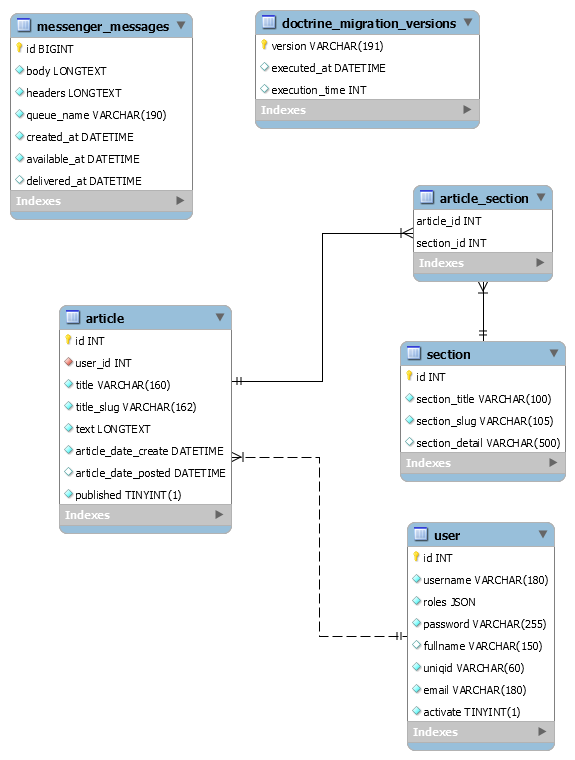 messenger_messages
id BIGINT
body LONGTEXT
headers LONGTEXT
queue_name VARCHAR(190)
created_at DATETIME
available_at DATETIME
delivered_at DATETIME
Indexes
doctrine_migration_versions
version VARCHAR(191)
executed_at DATETIME
execution_time INT
Indexes
article_section
article_id INT
section_id INT
Indexes
article
id INT
user_id INT
title VARCHAR(160)
title_slug VARCHAR(162)
text LONGTEXT
article_date_create DATETIME
article_date_posted DATETIME
published TINYINT(1)
Indexes
section
id INT
section_title VARCHAR(100)
section_slug VARCHAR(105)
section_detail VARCHAR(500)
Indexes
user
id INT
username VARCHAR(180)
roles JSON
password VARCHAR(255)
fullname VARCHAR(150)
uniqid VARCHAR(60)
email VARCHAR(180)
activate TINYINT(1)
Indexes